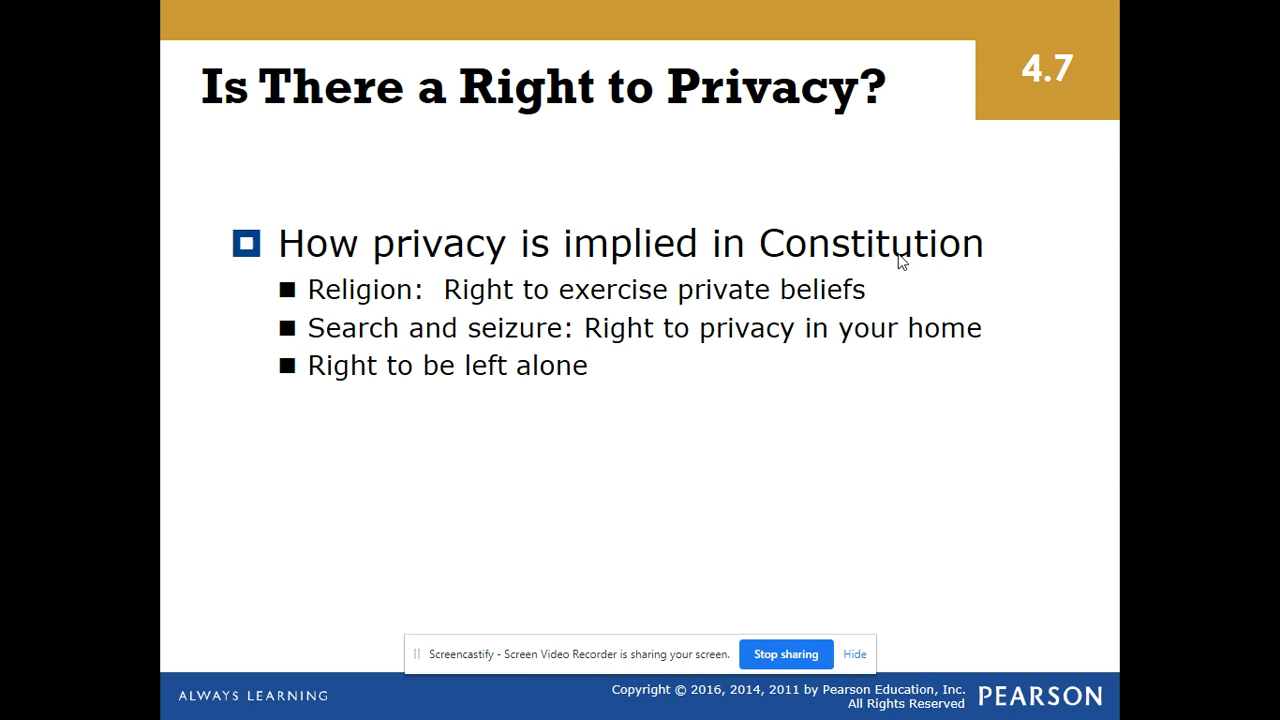 Is There a Right to Privacy?
4.7
How privacy is implied in Constitution
Religion: Right to exercise private beliefs
Search and seizure: Right to privacy in your home
Right to be left alone
Screencastify - Screen Video Recorder is sharing your screen.
Stop sharing
Hide
ALWAYS LEARNING
Copyright © 2016, 2014, 2011 by Pearson Education, Inc.
All Rights Reserved
PEARSON